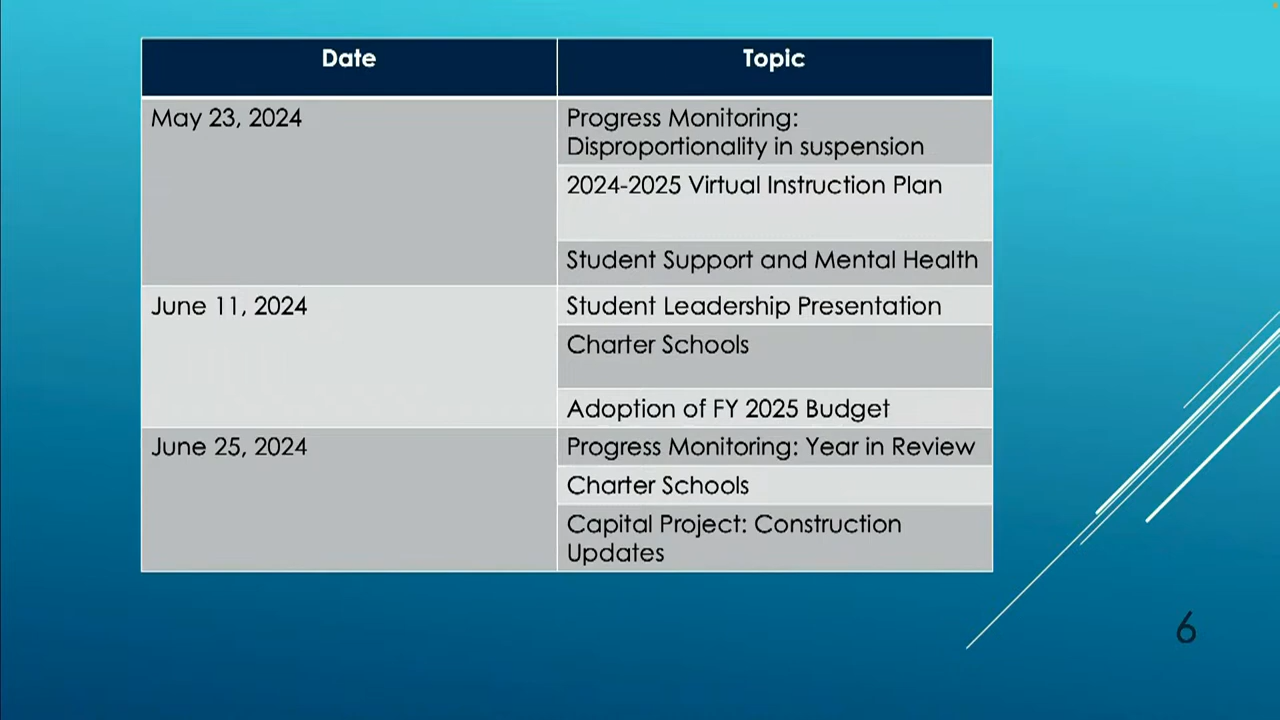 Date
Topic
May 23, 2024
Progress Monitoring:
Disproportionality in suspension
2024-2025 Virtual Instruction Plan
Student Support and Mental Health
June 11, 2024
Student Leadership Presentation
Charter Schools
Adoption of FY 2025 Budget
June 25, 2024
Progress Monitoring: Year in Review
Charter Schools
Capital Project: Construction
Updates
6